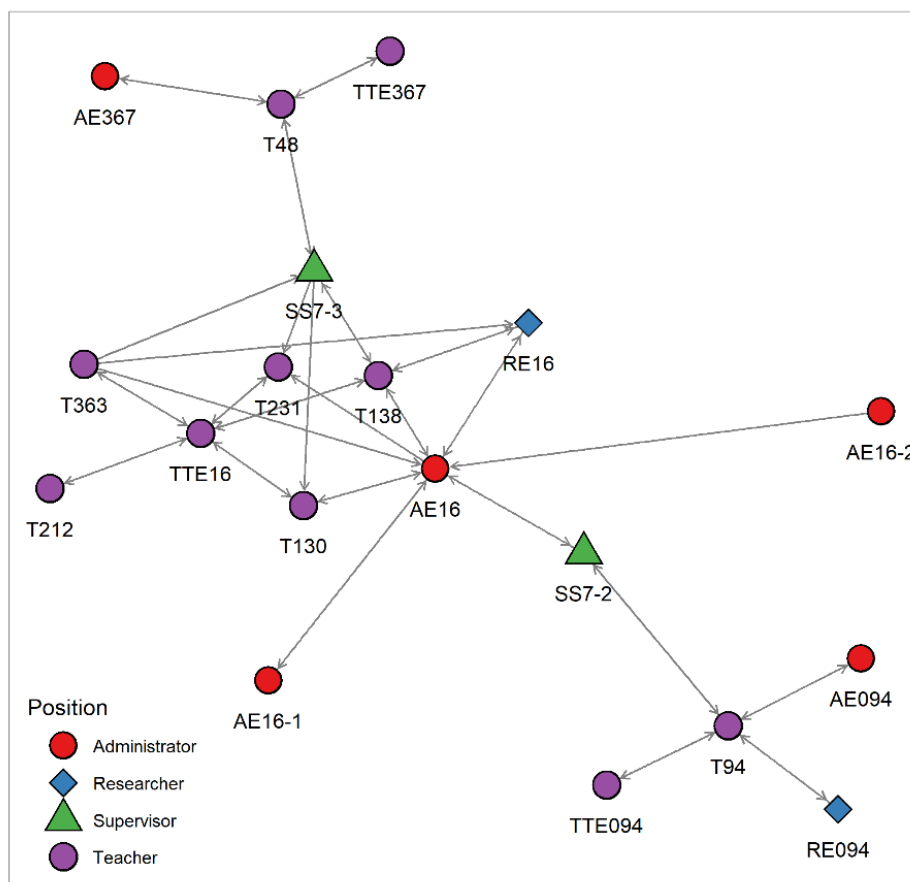 TTE367
AE367
T48
SS7-3
RE16
T363
T231
T138
AE16-2
TTE16
AE16
T212
T130
SS7-2
AE094
AE16-1
T94
TTE094
RE094
Position
Administrator
Researcher
Supervisor
Teacher